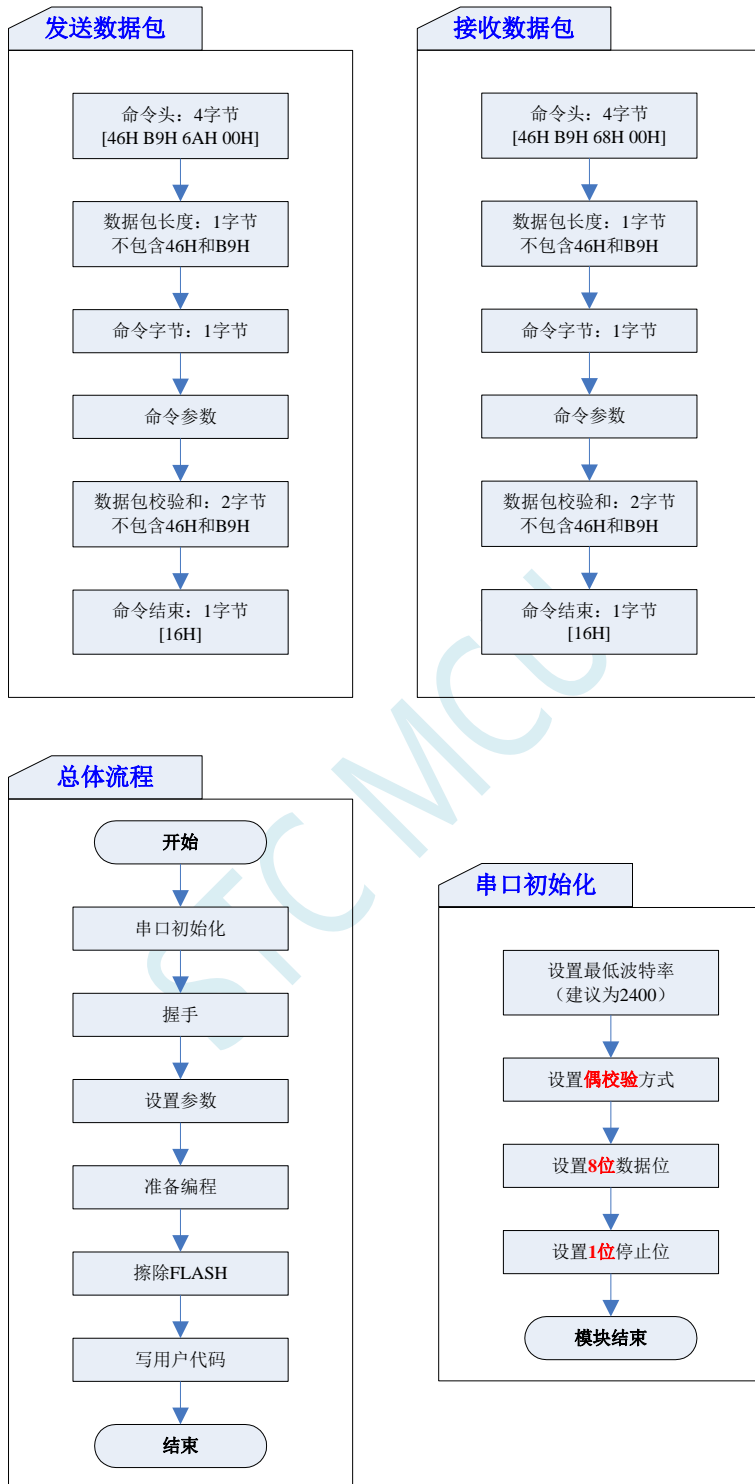 发送数据包
命令头：4字节
[46H B9H 6AH 00H]
数据包长度：1字节
不包含46H和B9H
命令字节：1字节
命令参数
数据包校验和：2字节
不包含46H和B9H
命令结束：1字节
[16H]
接收数据包
命令头：4字节
[46H B9H 68H 00H]
数据包长度：1字节
不包含46H和B9H
命令字节：1字节
命令参数
数据包校验和：2字节
不包含46H和B9H
命令结束：1字节
[16H]
STC MCU
总体流程
开始
串口初始化
握手
设置参数
准备编程
擦除FLASH
写用户代码
结束
串口初始化
设置最低波特率
（建议为2400）
设置偶校验方式
设置8位数据位
设置1位停止位
模块结束